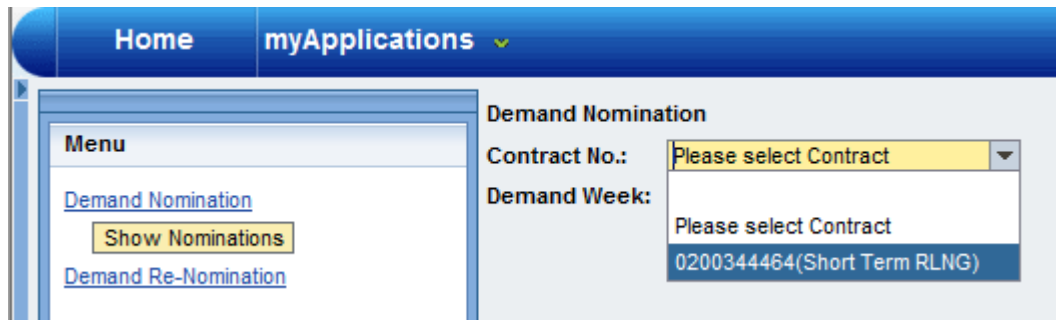 Home myApplications
Menu
Demand Nomination
Show Nominations
Demand Re-Nomination
Demand Nomination
Contract No.: Please select Contract
Demand Week:
Please select Contract
0200344464(Short Term RLNG)